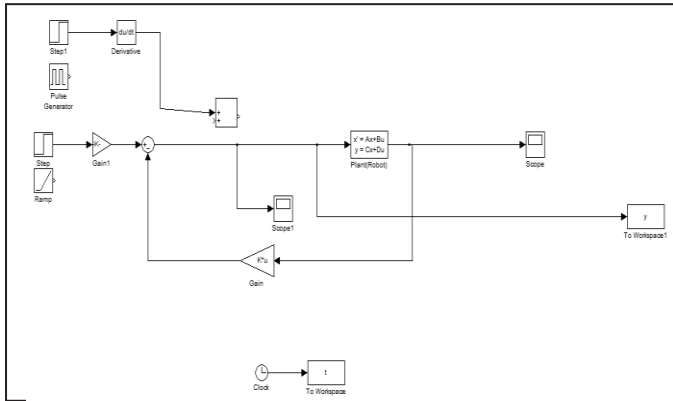 du/dt
Step1
Derivative
Pulse
Generator
+
+
Step
K-
Gain1
+
-
x' = Ax+Bu
y = Cx+Du
Plant(Robot)
Scope
Ramp
Scope1
y
To Workspace1
K*u
Gain
Clock
t
To Workspace